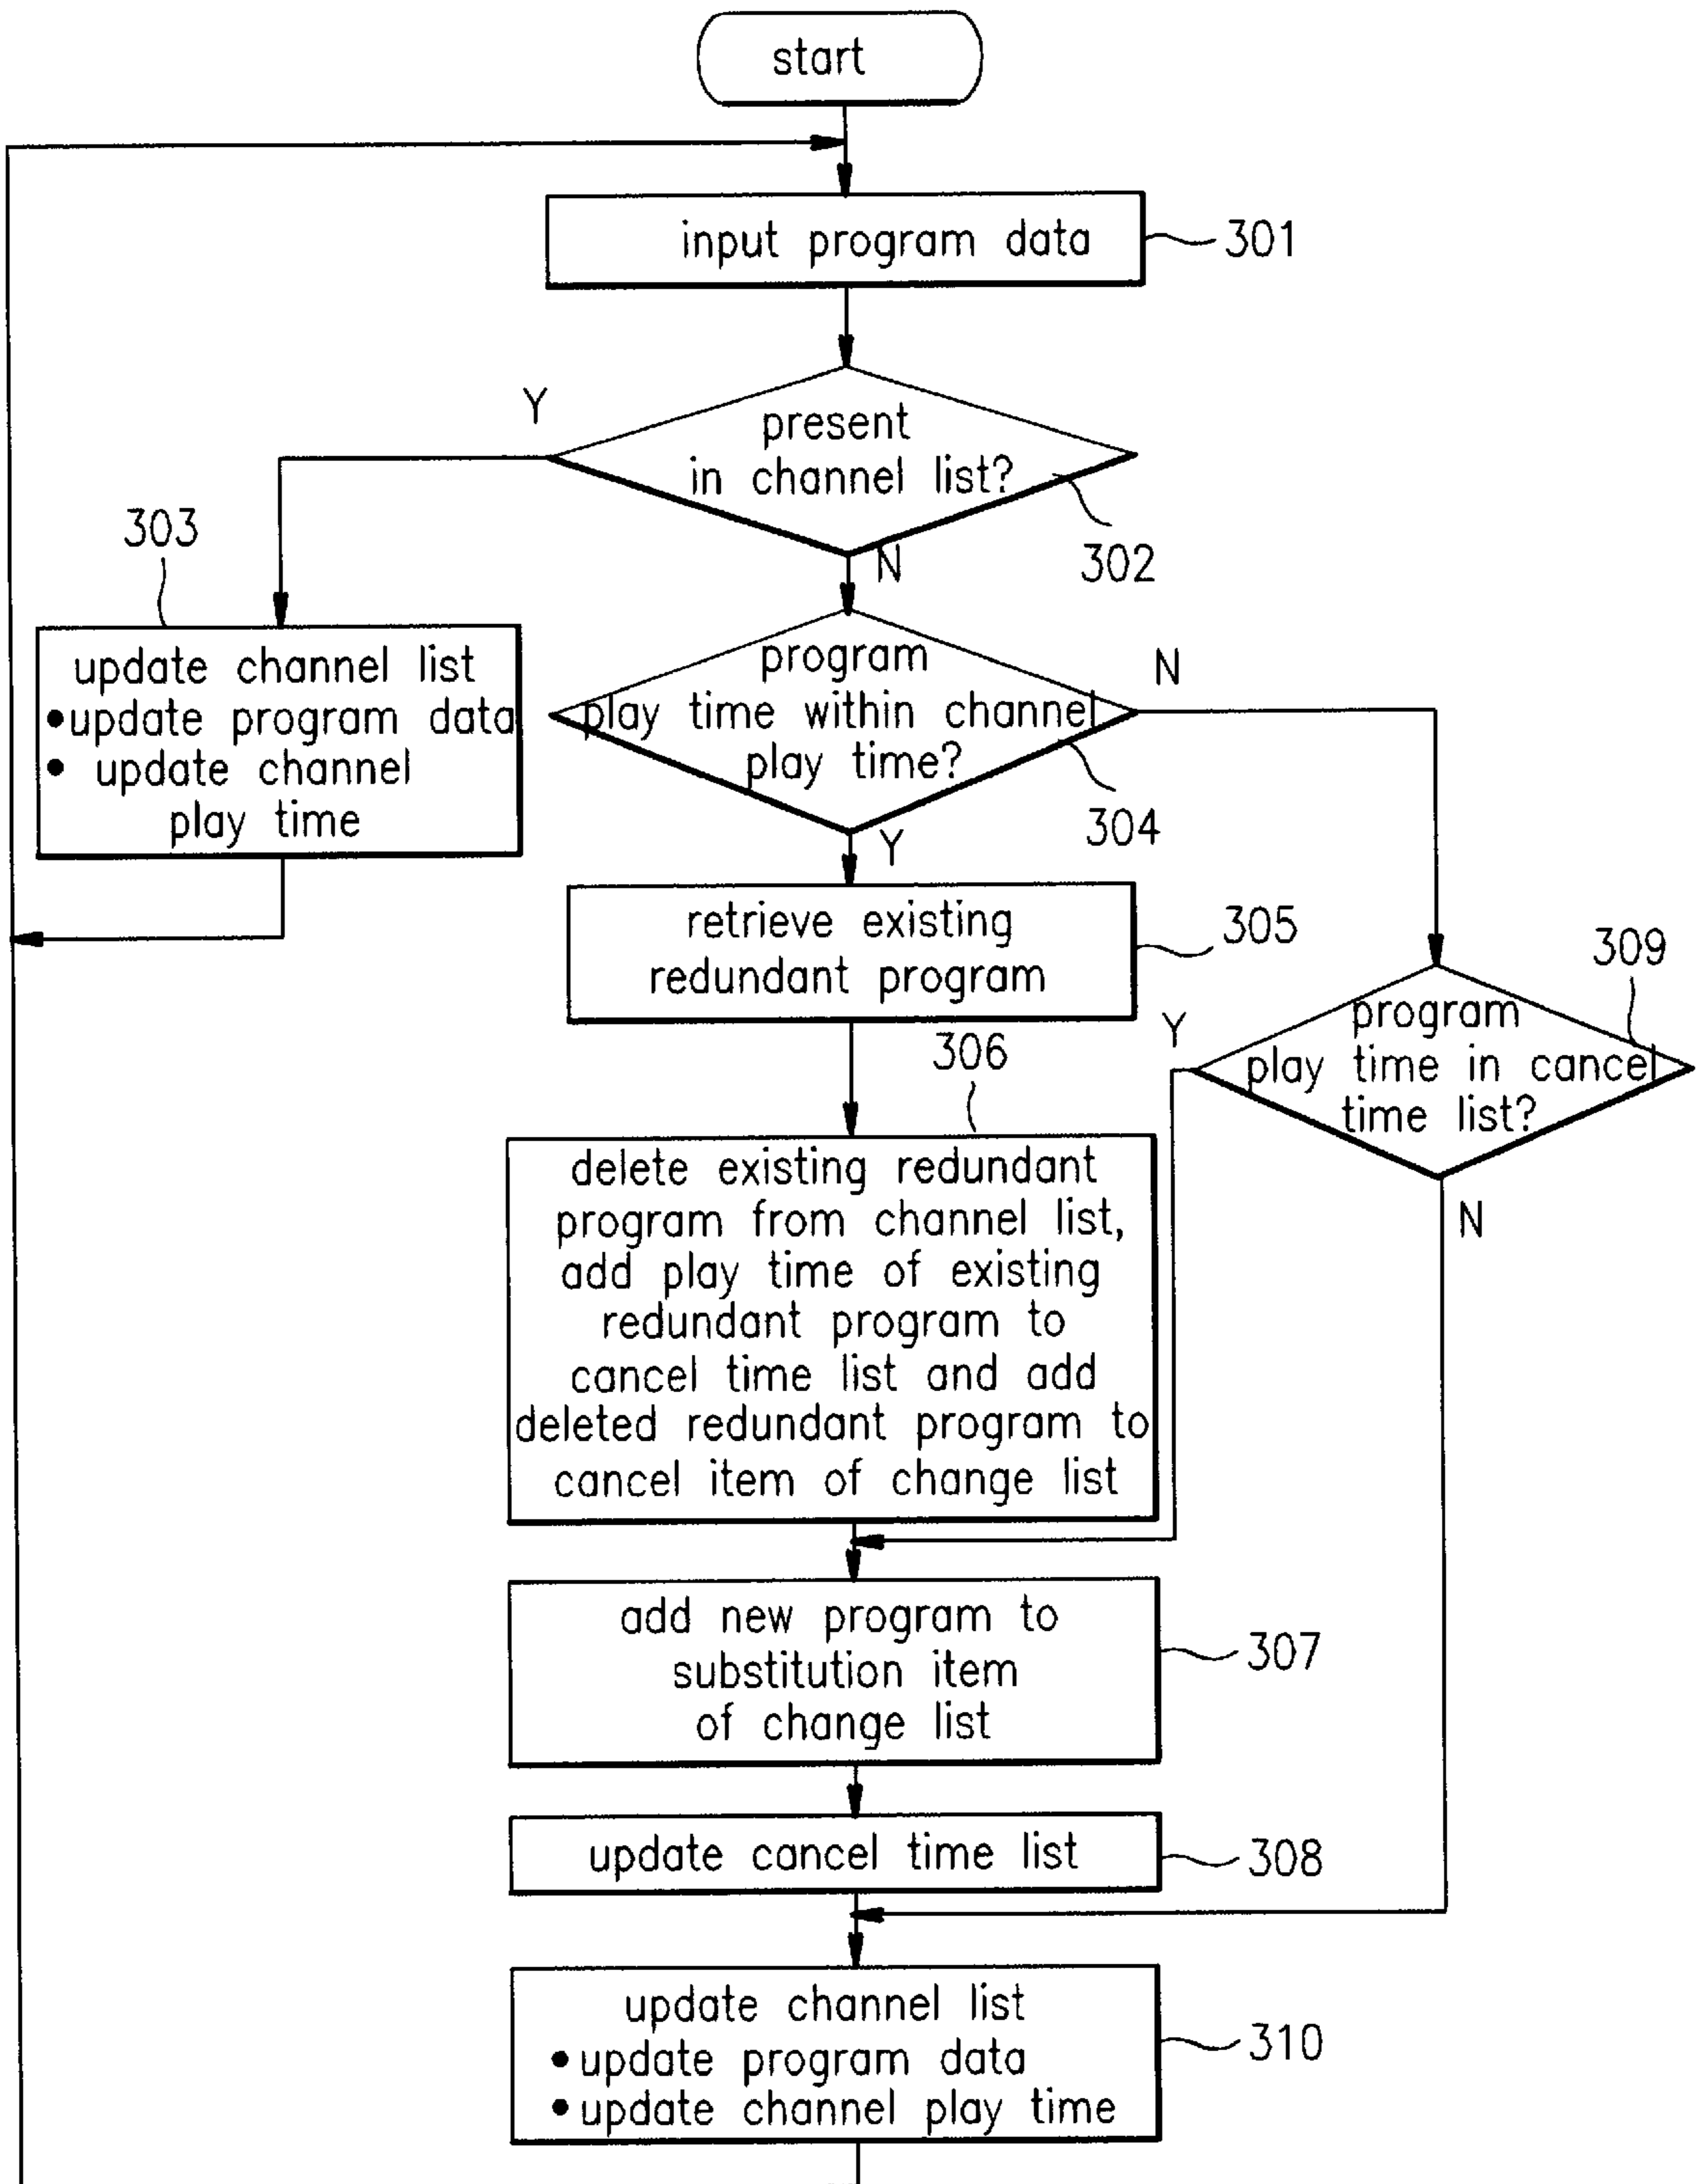 start
input program data
301
Y
present
in channel list?
302
N
303
update channel list
•update program data
• update channel
play time
program
play time within channel
play time?
N
304
Y
retrieve existing
redundant program
305
309
program
play time in cancel
time list?
Y
N
306
delete existing redundant
program from channel list,
add play time of existing
redundant program to
cancel time list and add
deleted redundant program to
cancel item of change list
add new program to
substitution item
of change list
307
update cancel time list
308
update channel list
•update program data
•update channel play time
310